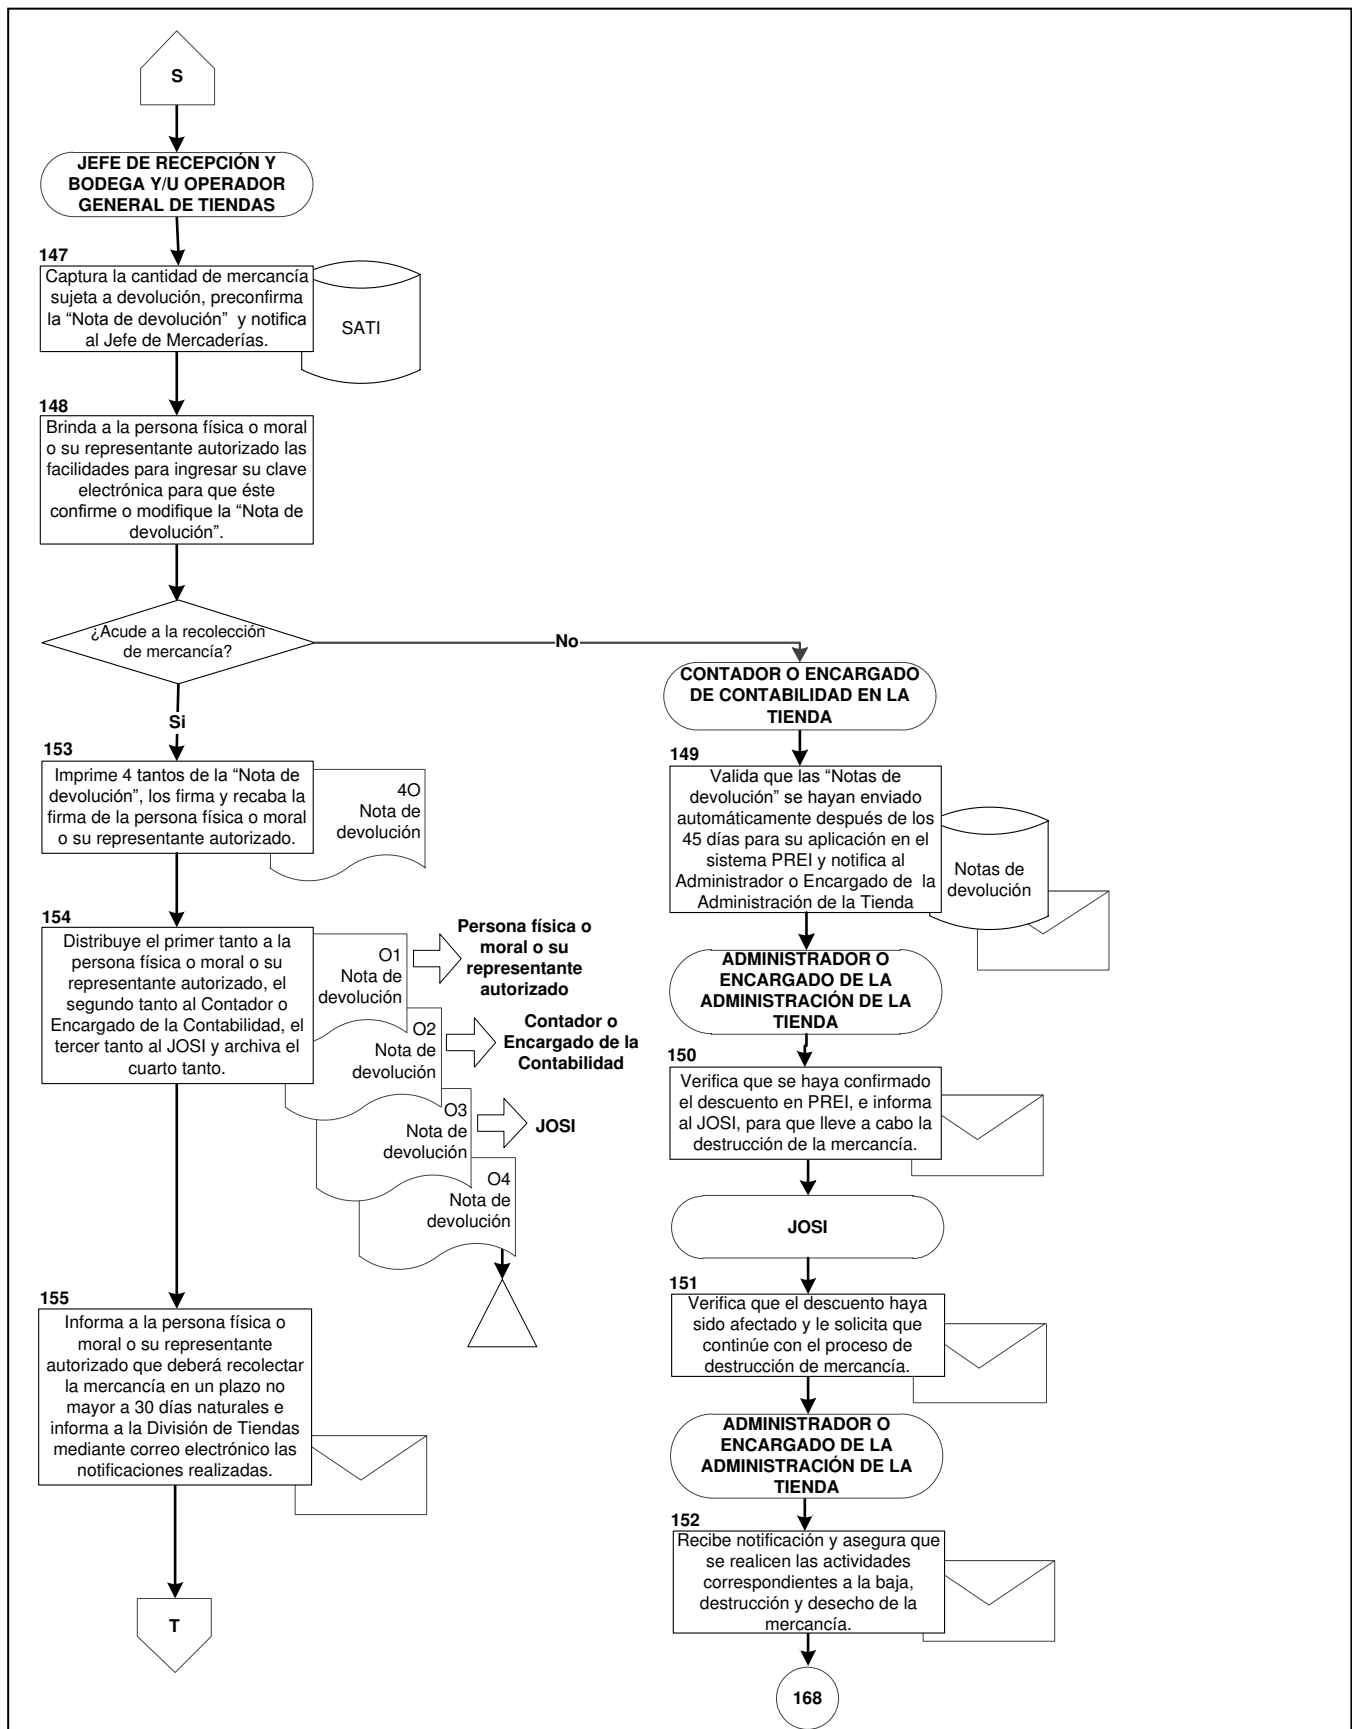 S
JEFE DE RECEPCIÓN Y
BODEGA Y/U OPERADOR
GENERAL DE TIENDAS
147
Captura la cantidad de mercancía
sujeta a devolución, preconfirma
la “Nota de devolución” y notifica
al Jefe de Mercaderías.
SATI
148
Brinda a la persona física o moral
o su representante autorizado las
facilidades para ingresar su clave
electrónica para que éste
confirme o modifique la “Nota de
devolución”.
¿Acude a la recolección
de mercancía?
No
Si
153
Imprime 4 tantos de la “Nota de
devolución”, los firma y recaba la
firma de la persona física o moral
o su representante autorizado.
4O
Nota de
devolución
154
Distribuye el primer tanto a la
persona física o moral o su
representante autorizado, el
segundo tanto al Contador o
Encargado de la Contabilidad, el
tercer tanto al JOSI y archiva el
cuarto tanto.
O1
Nota de
devolución
Persona física o
moral o su
representante
autorizado
O2
Nota de
devolución
Contador o
Encargado de la
Contabilidad
O3
Nota de
devolución
JOSI
O4
Nota de
devolución
155
Informa a la persona física o
moral o su representante
autorizado que deberá recolectar
la mercancía en un plazo no
mayor a 30 días naturales e
informa a la División de Tiendas
mediante correo electrónico las
notificaciones realizadas.
T
CONTADOR O ENCARGADO
DE CONTABILIDAD EN LA
TIENDA
149
Valida que las “Notas de
devolución” se hayan enviado
automáticamente después de los
45 días para su aplicación en el
sistema PREI y notifica al
Administrador o Encargado de la
Administración de la Tienda
Notas de
devolución
ADMINISTRADOR O
ENCARGADO DE LA
ADMINISTRACIÓN DE LA
TIENDA
150
Verifica que se haya confirmado
el descuento en PREI, e informa
al JOSI, para que lleve a cabo la
destrucción de la mercancía.
JOSI
151
Verifica que el descuento haya
sido afectado y le solicita que
continúe con el proceso de
destrucción de mercancía.
ADMINISTRADOR O
ENCARGADO DE LA
ADMINISTRACIÓN DE LA
TIENDA
152
Recibe notificación y asegura que
se realicen las actividades
correspondientes a la baja,
destrucción y desecho de la
mercancía.
168